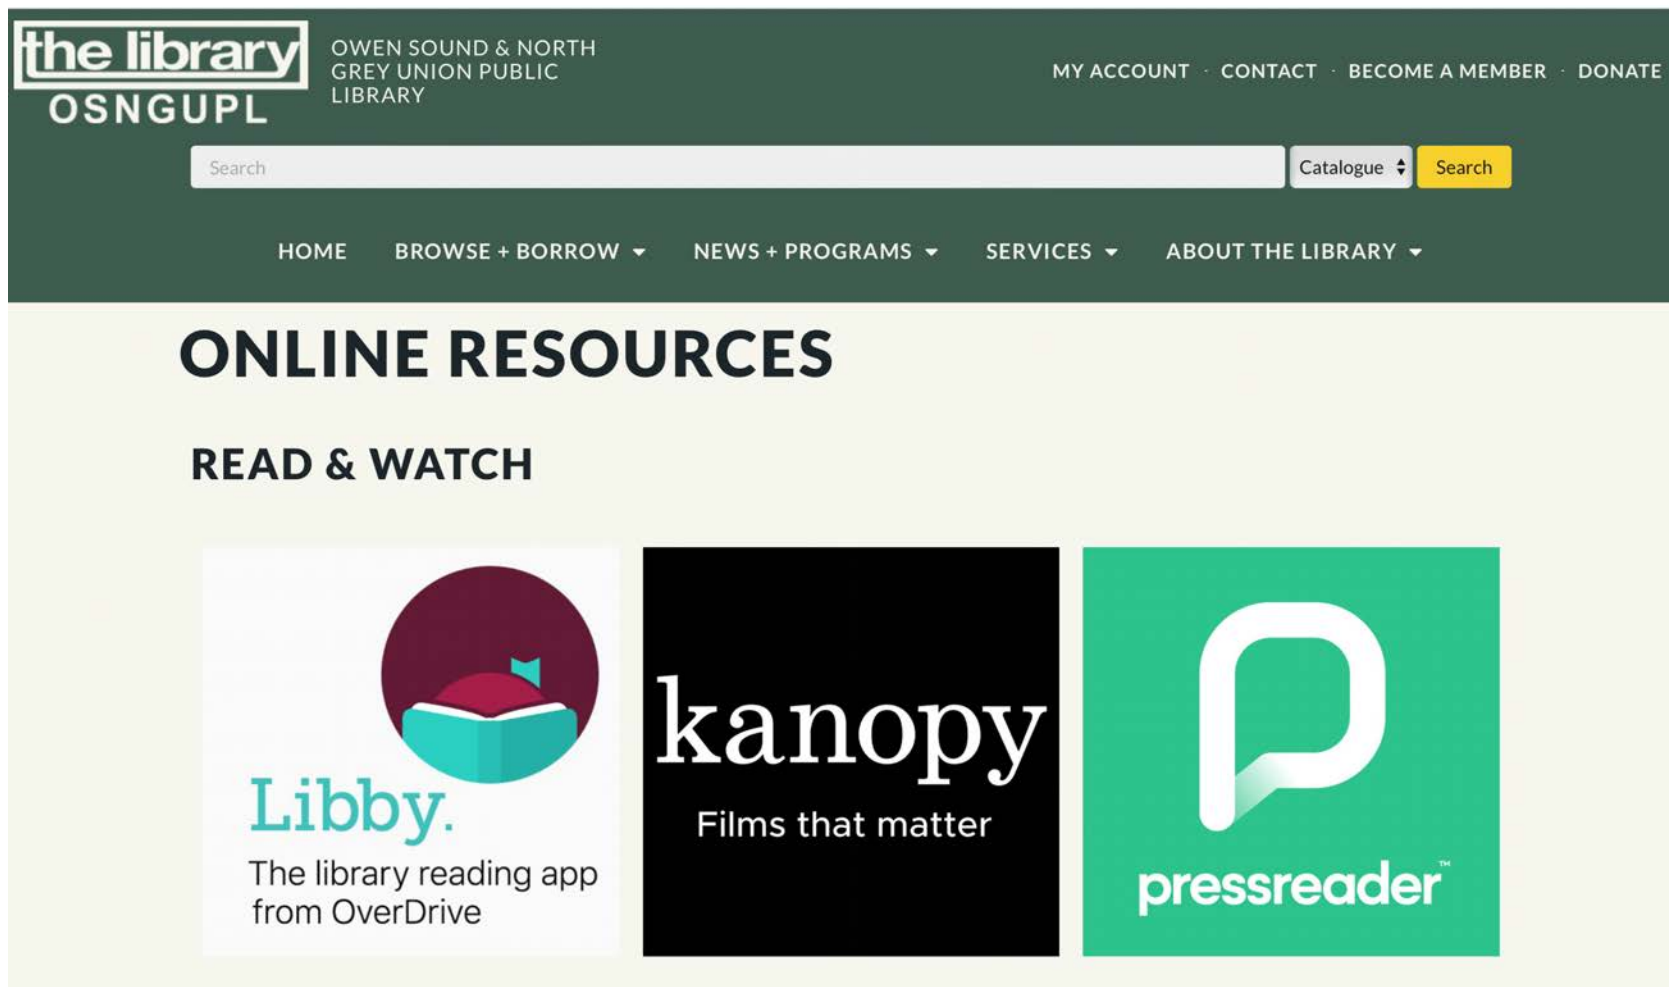 the library
OSNGUPL
OWEN SOUND & NORTH
GREY UNION PUBLIC
LIBRARY
MY ACCOUNT · CONTACT · BECOME A MEMBER · DONATE
Search
Catalogue
Search
HOME
BROWSE + BORROW
NEWS + PROGRAMS
SERVICES
ABOUT THE LIBRARY
ONLINE RESOURCES
READ & WATCH
Libby.
The library reading app
from OverDrive
kanopy
Films that matter
pressreader™